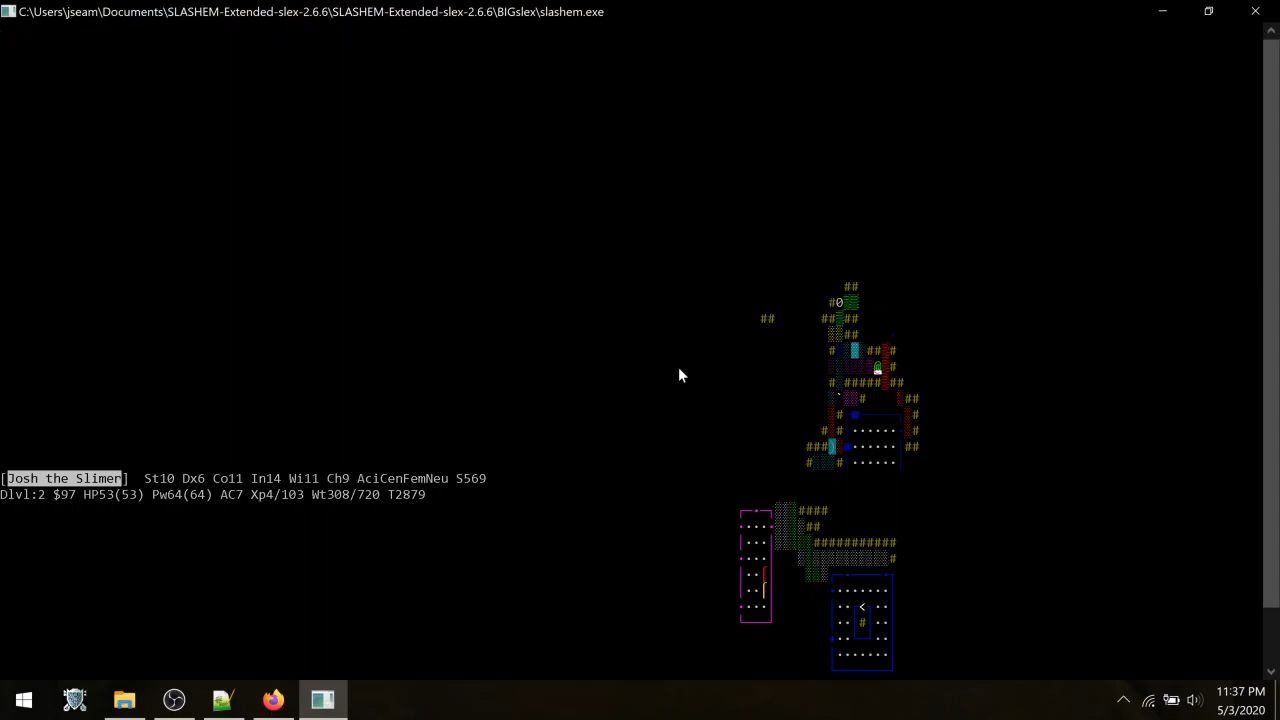 C:\Users\jseam\Documents\SLASHEM-Extended-slex-2.6.6\SLASHEM-Extended-slex-2.6.6\BIGslex\slashem.exe
[Josh the Slimer]  St10 Dx6 Co11 In14 Wi11 Ch9 AciCenFemNeu S569
Dlvl:2 $97 HP53(53) Pw64(64) AC7 Xp4/103 Wt308/720 T2879
11:37 PM
5/3/2020